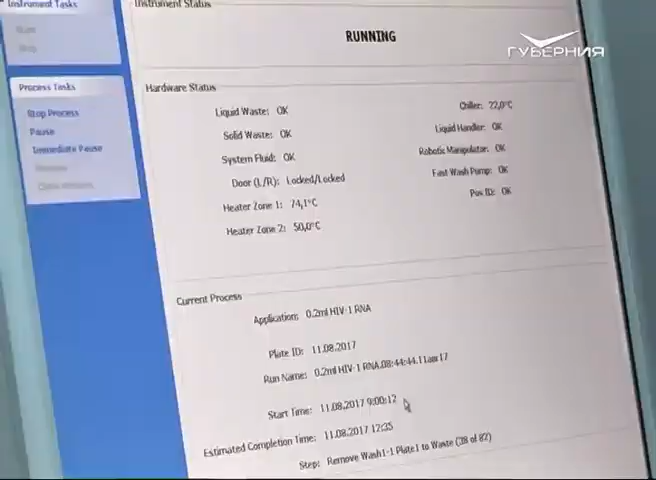 Instrument Tasks
Instrument Status
ГУБЕРНИЯ
RUNNING
Process Tasks
Stop Process
Pause
Immediate Pause
Hardware Status
Liquid Waste: OK
Solid Waste: OK
System Fluid: OK
Door (L/R): Locked/Locked
Heater Zone 1: 74,1°C
Heater Zone 2: 50,0°C
Chiller: 22,0°C
Liquid Handler: OK
Robotic Manipulator: OK
Fast Wash Pump: OK
Pos ID: OK
Current Process
Application: 0.2ml HIV-1 RNA
Plate ID: 11.08.2017
Run Name: 0.2ml HIV-1 RNA.08:44:44.11авг17
Start Time: 11.08.2017 9:00:12
Estimated Completion Time: 11.08.2017 12:35
Step: Remove Wash1-1 Plate1 to Waste (28 of 82)